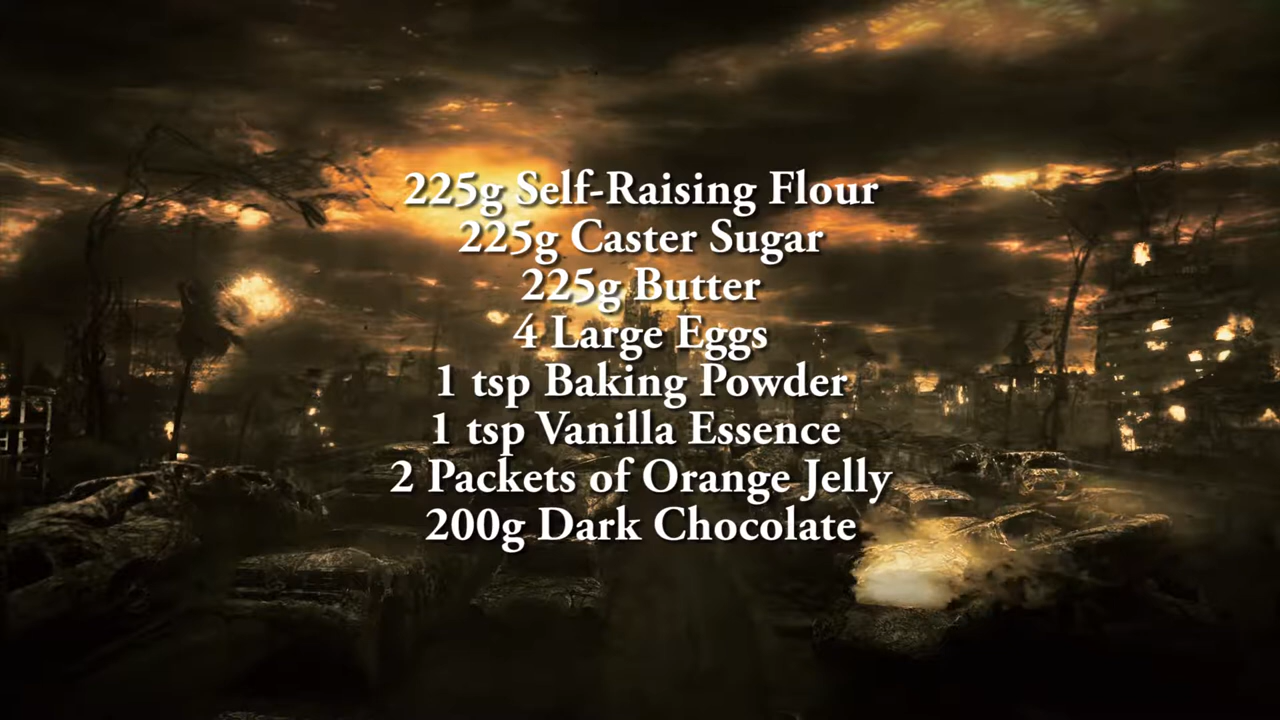 225g Self-Raising Flour
225g Caster Sugar
225g Butter
4 Large Eggs
1 tsp Baking Powder
1 tsp Vanilla Essence
2 Packets of Orange Jelly
200g Dark Chocolate